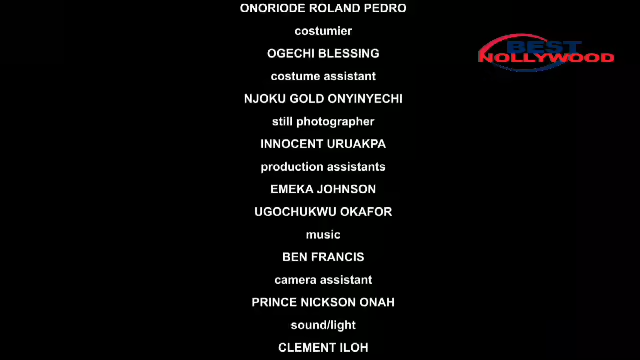 ONORIODE ROLAND PEDRO
costumier
OGECHI BLESSING
costume assistant
NJOKU GOLD ONYINYECHI
still photographer
INNOCENT URUAKPA
production assistants
EMEKA JOHNSON
UGOCHUKWU OKAFOR
music
BEN FRANCIS
camera assistant
PRINCE NICKSON ONAH
sound/light
CLEMENT ILOH
BEST
NOLLYWOOD